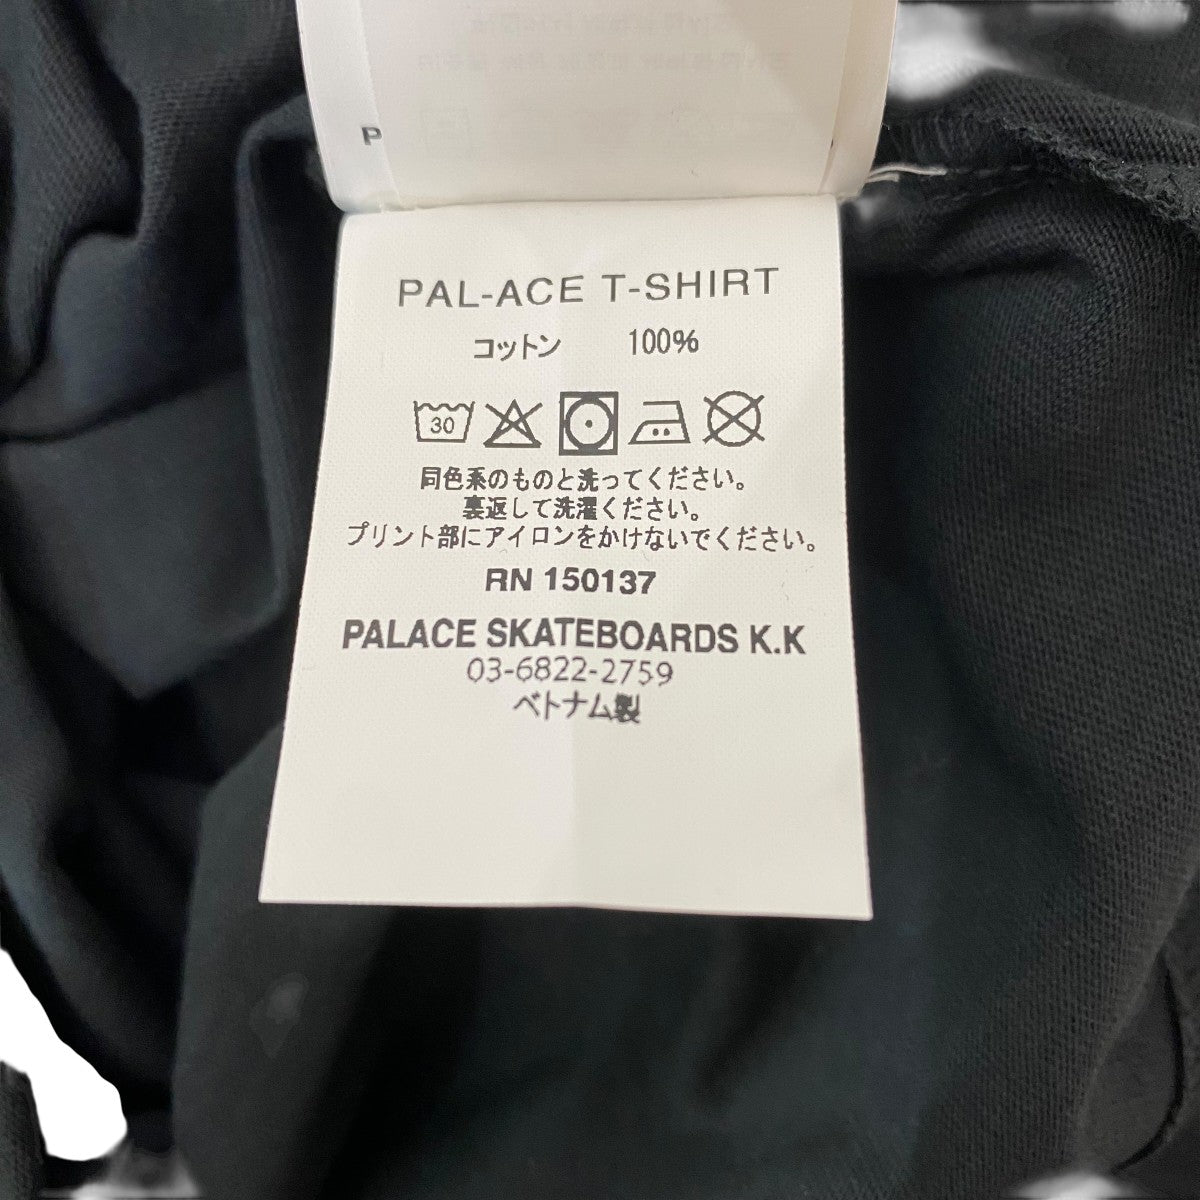 P
PAL-ACE T-SHIRT
コットン 100%
30
同色系のものと洗ってください。
裏返して洗濯ください。
プリント部にアイロンをかけないでください。
RN 150137
PALACE SKATEBOARDS K.K
03-6822-2759
ベトナム製